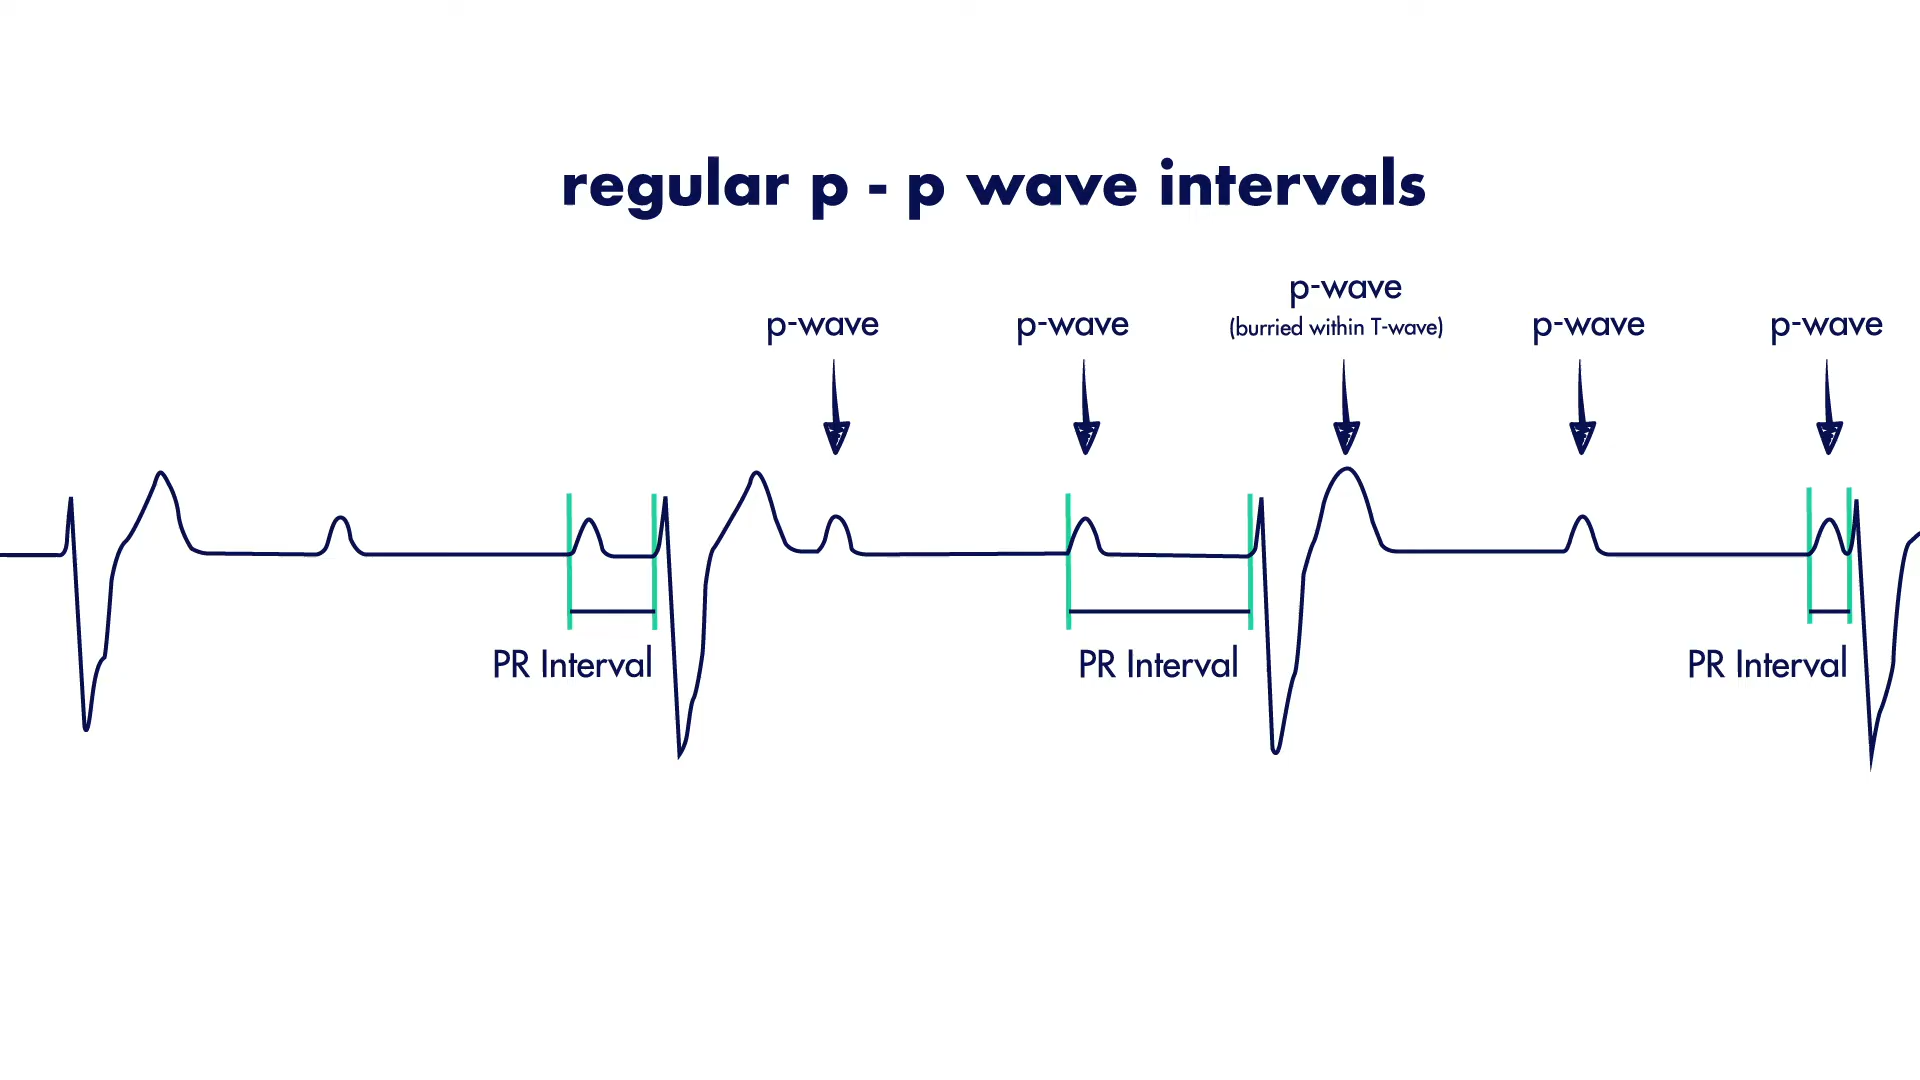 regular p - p wave intervals
p-wave
p-wave
p-wave
(burried within T-wave)
p-wave
p-wave
PR Interval
PR Interval
PR Interval